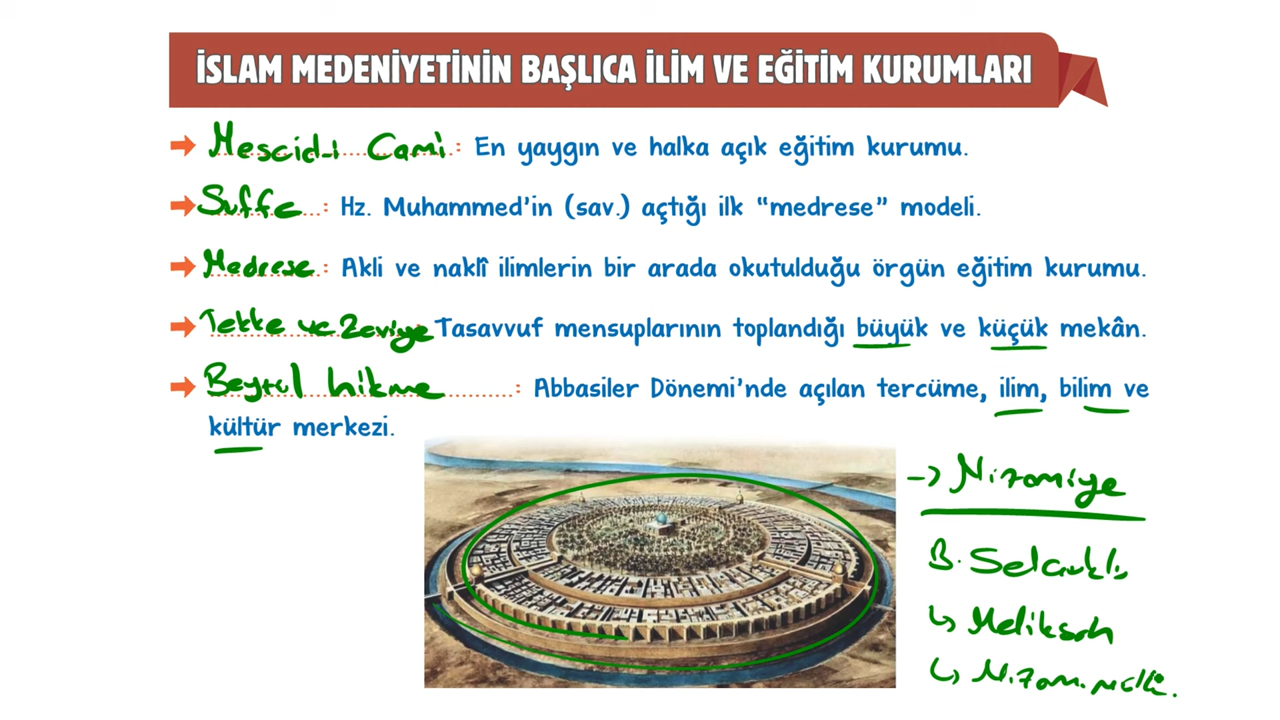 İSLAM MEDENİYETİNİN BAŞLICA İLİM VE EĞİTİM KURUMLARI
Mescid-i Cami : En yaygın ve halka açık eğitim kurumu.
Suffe : Hz. Muhammed'in (sav.) açtığı ilk "medrese" modeli.
Medrese : Akli ve naklî ilimlerin bir arada okutulduğu örgün eğitim kurumu.
Tekke ve Zaviye Tasavvuf mensuplarının toplandığı büyük ve küçük mekân.
Beytül hikme : Abbasiler Dönemi'nde açılan tercüme, ilim, bilim ve
kültür merkezi.
-> Nizamiye
B. Selçuklu
↳ Melikşah
↳ Nizamülmülk